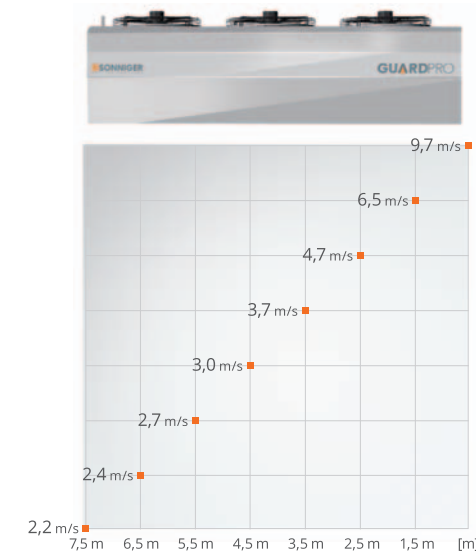 SONNIGER
GUARDPRO
9,7 m/s
6,5 m/s
4,7 m/s
3,7 m/s
3,0 m/s
2,7 m/s
2,4 m/s
2,2 m/s
7,5 m 6,5 m 5,5 m 4,5 m 3,5 m 2,5 m 1,5 m [m